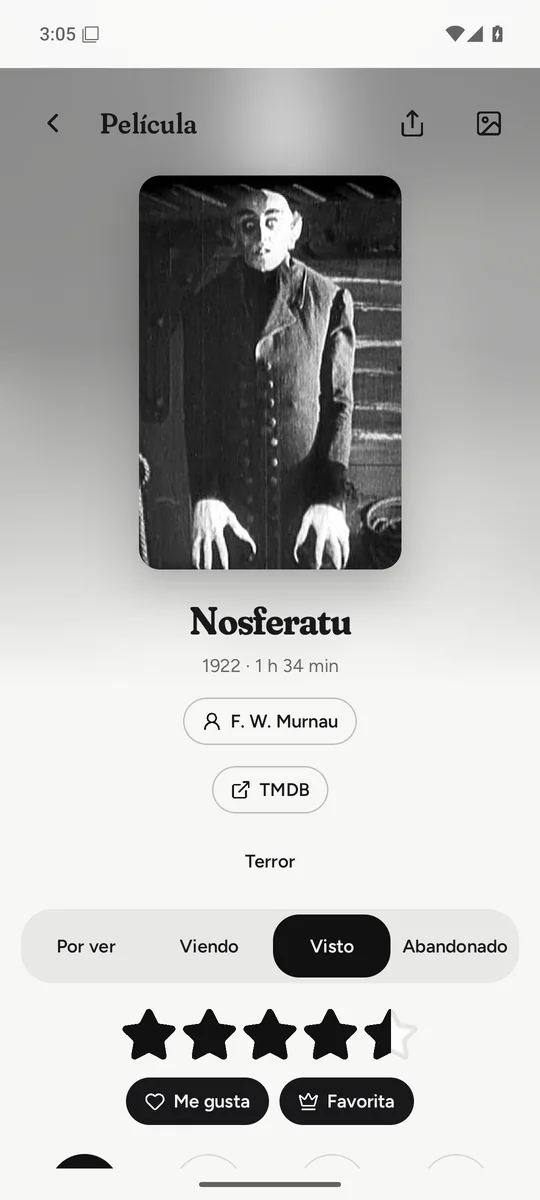 3:05
Película
Nosferatu
1922 · 1 h 34 min
F. W. Murnau
TMDB
Terror
Por ver
Viendo
Visto
Abandonado
Me gusta
Favorita